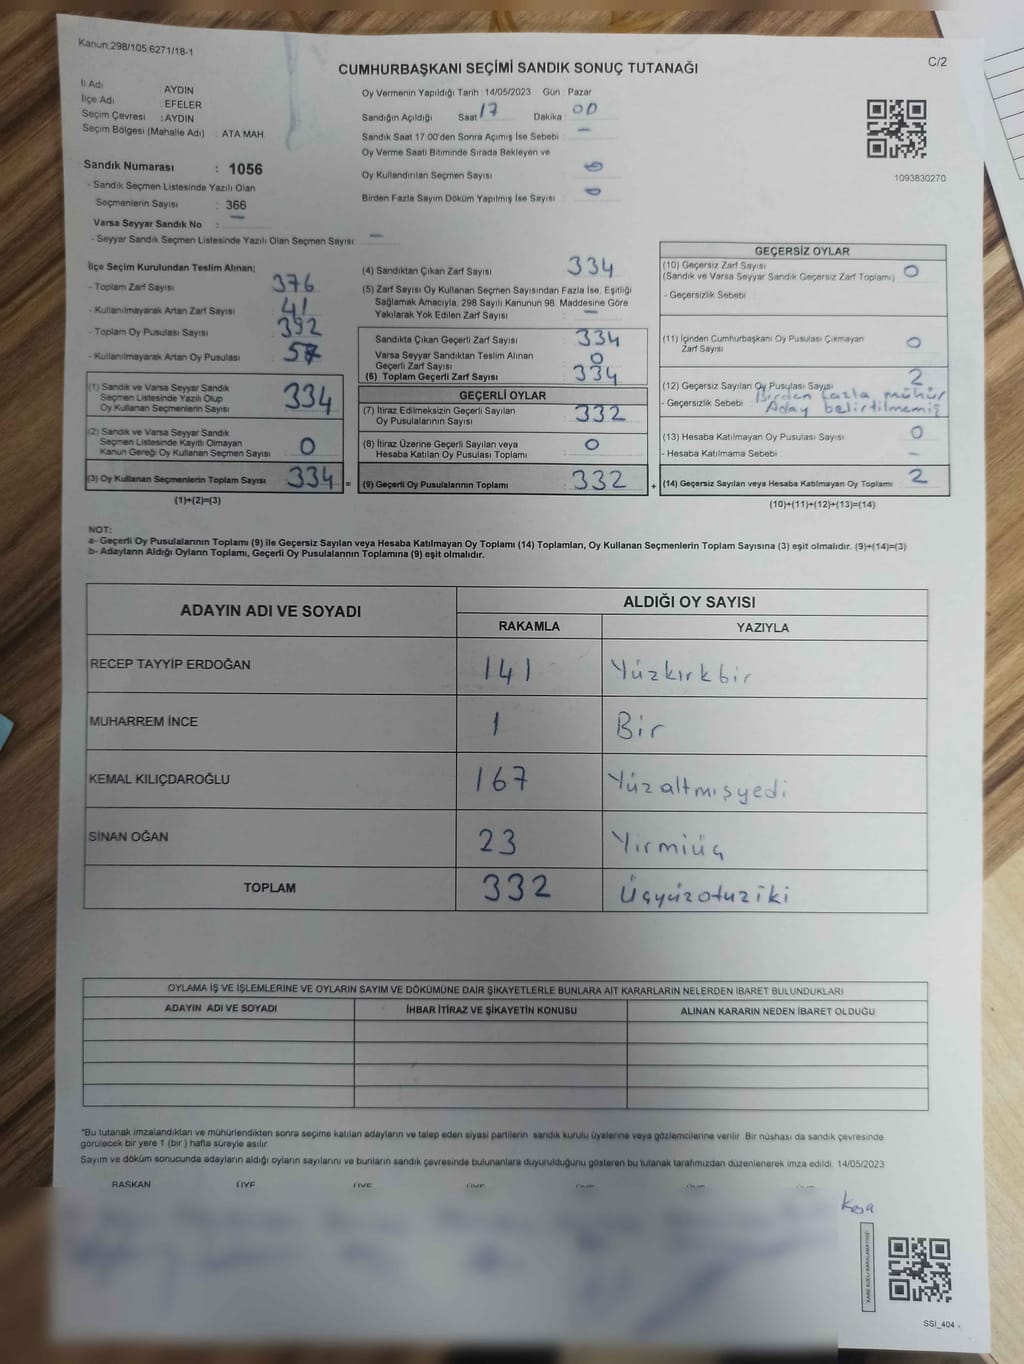 Kanun;298/105,6271/18-1
C/2
CUMHURBAŞKANI SEÇİMİ SANDIK SONUÇ TUTANAĞI
İl Adı : AYDIN
İlçe Adı : EFELER
Seçim Çevresi : AYDIN
Seçim Bölgesi (Mahalle Adı) : ATA MAH
Sandık Numarası : 1056
- Sandık Seçmen Listesinde Yazılı Olan
Seçmenlerin Sayısı : 366
Varsa Seyyar Sandık No : -
- Seyyar Sandık Seçmen Listesinde Yazılı Olan Seçmen Sayısı: -
Oy Vermenin Yapıldığı Tarih : 14/05/2023 Gün : Pazar
Sandığın Açıldığı Saat : 17 Dakika : 00
Sandık Saat 17:00'den Sonra Açımış İse Sebebi : -
Oy Verme Saati Bitiminde Sırada Bekleyen ve
Oy Kullandırılan Seçmen Sayısı : 0
Birden Fazla Sayım Döküm Yapılmış İse Sayısı : 0
1093830270
İlçe Seçim Kurulundan Teslim Alınan;
- Toplam Zarf Sayısı 376
- Kullanılmayarak Artan Zarf Sayısı 41
- Toplam Oy Pusulası Sayısı 392
- Kullanılmayarak Artan Oy Pusulası
(1) Sandık ve Varsa Seyyar Sandık
Seçmen Listesinde Yazılı Olup
Oy Kullanan Seçmenlerin Sayısı 334
(2) Sandık ve Varsa Seyyar Sandık
Seçmen Listesinde Kayıtlı Olmayan
Kanun Gereği Oy Kullanan Seçmen Sayısı 0
(3) Oy Kullanan Seçmenlerin Toplam Sayısı 334 =
(1)+(2)=(3)
(4) Sandıktan Çıkan Zarf Sayısı 334
(5) Zarf Sayısı Oy Kullanan Seçmen Sayısından Fazla İse, Eşitliği
Sağlamak Amacıyla, 298 Sayılı Kanunun 98. Maddesine Göre
Yakılarak Yok Edilen Zarf Sayısı : -
Sandıkta Çıkan Geçerli Zarf Sayısı 334
Varsa Seyyar Sandıktan Teslim Alınan
Geçerli Zarf Sayısı 0
(6) Toplam Geçerli Zarf Sayısı 334
GEÇERLİ OYLAR
(7) İtiraz Edilmeksizin Geçerli Sayılan
Oy Pusulalarının Sayısı 332
(8) İtiraz Üzerine Geçerli Sayılan veya
Hesaba Katılan Oy Pusulası Toplamı 0
(9) Geçerli Oy Pusulalarının Toplamı 332 +
GEÇERSİZ OYLAR
(10) Geçersiz Zarf Sayısı
(Sandık ve Varsa Seyyar Sandık Geçersiz Zarf Toplamı) 0
- Geçersizlik Sebebi
(11) İçinden Cumhurbaşkanı Oy Pusulası Çıkmayan
Zarf Sayısı 0
(12) Geçersiz Sayılan Oy Pusulası Sayısı 2
- Geçersizlik Sebebi : Birden fazla mühür
Aday belirtilmemiş
(13) Hesaba Katılmayan Oy Pusulası Sayısı 0
- Hesaba Katılmama Sebebi -
(14) Geçersiz Sayılan veya Hesaba Katılmayan Oy Toplamı 2
(10)+(11)+(12)+(13)=(14)
NOT:
a- Geçerli Oy Pusulalarının Toplamı (9) ile Geçersiz Sayılan veya Hesaba Katılmayan Oy Toplamı (14) Toplamları, Oy Kullanan Seçmenlerin Toplam Sayısına (3) eşit olmalıdır. (9)+(14)=(3)
b- Adayların Aldığı Oyların Toplamı, Geçerli Oy Pusulalarının Toplamına (9) eşit olmalıdır.
ADAYIN ADI VE SOYADI ALDIĞI OY SAYISI
RAKAMLA YAZIYLA
RECEP TAYYİP ERDOĞAN 141 Yüzkırkbir
MUHARREM İNCE 1 Bir
KEMAL KILIÇDAROĞLU 167 Yüzaltmışyedi
SİNAN OĞAN 23 Yirmiüç
TOPLAM 332 Üçyüzotuziki
OYLAMA İŞ VE İŞLEMLERİNE VE OYLARIN SAYIM VE DÖKÜMÜNE DAİR ŞİKAYETLERLE BUNLARA AİT KARARLARIN NELERDEN İBARET BULUNDUKLARI
ADAYIN ADI VE SOYADI İHBAR İTİRAZ VE ŞİKAYETİN KONUSU ALINAN KARARIN NEDEN İBARET OLDUĞU
*Bu tutanak imzalandıktan ve mühürlendikten sonra seçime katılan adayların ve talep eden siyasi partilerin sandık kurulu üyelerine veya gözlemcilerine verilir. Bir nüshası da sandık çevresinde
görülecek bir yere 1 (bir) hafta süreyle asılır.
Sayım ve döküm sonucunda adayların aldığı oyların sayılarını ve bunların sandık çevresinde bulunanlara duyurulduğunu gösteren bu tutanak tarafımızdan düzenlenerek imza edildi. 14/05/2023
BAŞKAN ÜYE ÜYE ÜYE
SSI_404